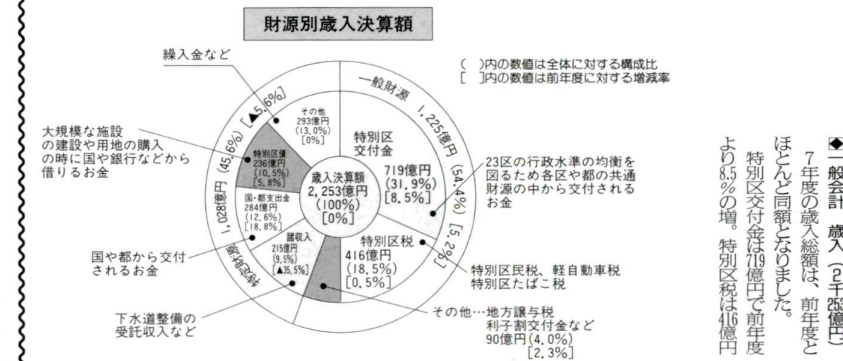 財源別歳入決算額
( )内の数値は全体に対する構成比
[ ]内の数値は前年度に対する増減率
繰入金など
大規模な施設
の建設や用地の購入
の時に国や銀行などから
借りるお金
国や都から交付
されるお金
下水道整備の
受託収入など
一般財源 1,225億円 (54.4%) [5.2%]
特定財源 1,028億円 (45.6%) [▲5.6%]
その他
293億円
(13.0%)
[0%]
特別区債
236億円
(10.5%)
[5.8%]
国・都支出金
284億円
(12.6%)
[18.8%]
諸収入
215億円
(9.5%)
[▲35.5%]
歳入決算額
2,253億円
(100%)
[0%]
特別区
交付金
719億円
(31.9%)
[8.5%]
特別区税
416億円
(18.5%)
[0.5%]
23区の行政水準の均衡を
図るため各区や都の共通
財源の中から交付される
お金
特別区民税、軽自動車税
特別区たばこ税
その他…地方譲与税
利子割交付金など
90億円(4.0%)
[2.3%]
◆一般会計 歳入(2千253億円)
7年度の歳入総額は、前年度と
ほとんど同額となりました。
特別区交付金は719億円で前年度
より8.5%の増。特別区税は416億円